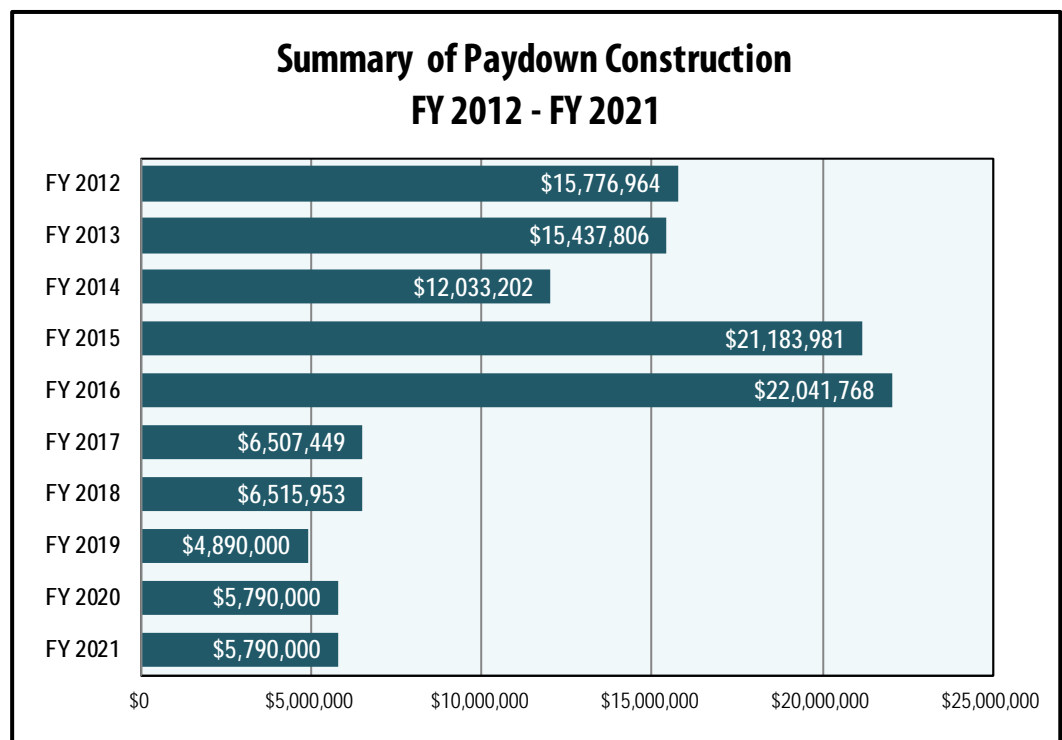 Summary of Paydown Construction
FY 2012 - FY 2021
FY 2012 $15,776,964
FY 2013 $15,437,806
FY 2014 $12,033,202
FY 2015 $21,183,981
FY 2016 $22,041,768
FY 2017 $6,507,449
FY 2018 $6,515,953
FY 2019 $4,890,000
FY 2020 $5,790,000
FY 2021 $5,790,000
$0 $5,000,000 $10,000,000 $15,000,000 $20,000,000 $25,000,000